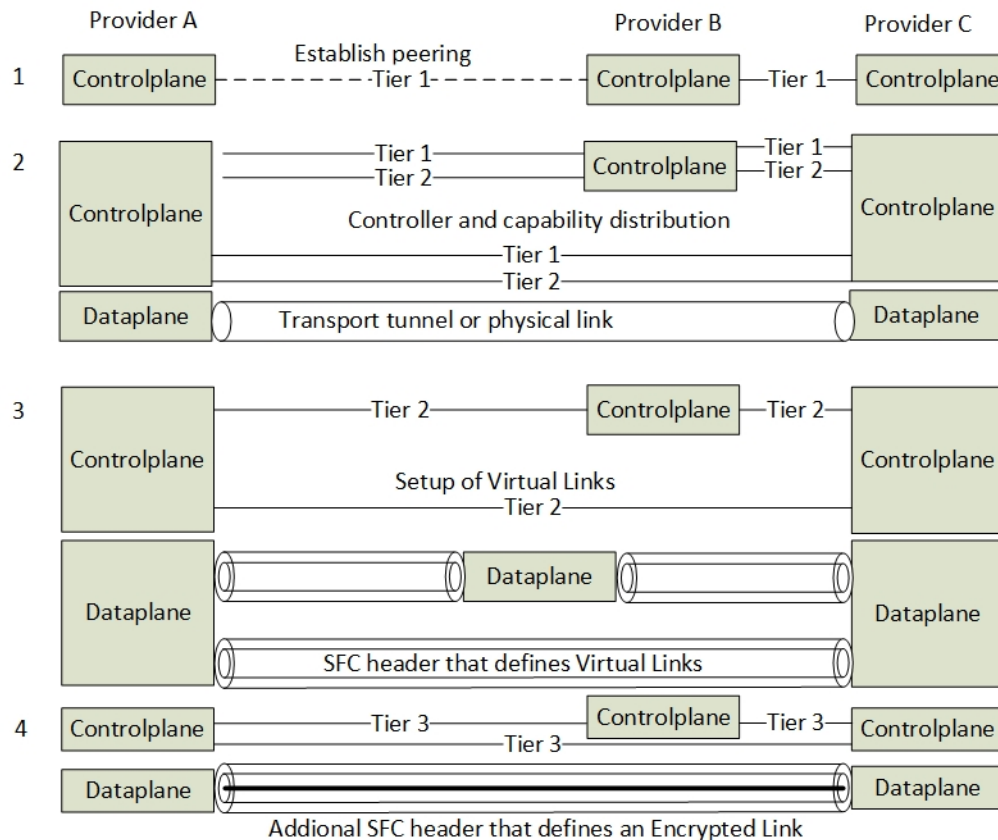 Provider A
Provider B
Provider C
Establish peering
1
Controlplane
Tier 1
Controlplane
Tier 1
Controlplane
2
Controlplane
Tier 1
Tier 2
Controlplane
Tier 1
Tier 2
Controlplane
Controller and capability distribution
Tier 1
Tier 2
Dataplane
Transport tunnel or physical link
Dataplane
3
Controlplane
Tier 2
Controlplane
Tier 2
Controlplane
Setup of Virtual Links
Tier 2
Dataplane
Dataplane
Dataplane
SFC header that defines Virtual Links
4
Controlplane
Tier 3
Controlplane
Tier 3
Controlplane
Tier 3
Dataplane
Dataplane
Addional SFC header that defines an Encrypted Link